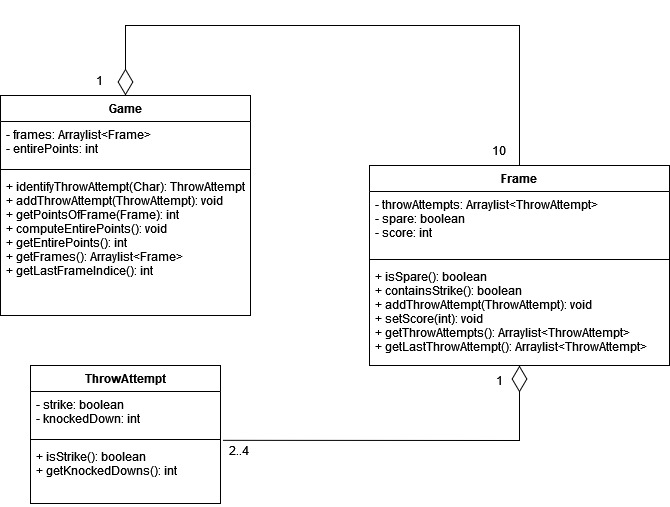 1
Game
- frames: Arraylist<Frame>
- entirePoints: int
+ identifyThrowAttempt(Char): ThrowAttempt
+ addThrowAttempt(ThrowAttempt): void
+ getPointsOfFrame(Frame): int
+ computeEntirePoints(): void
+ getEntirePoints(): int
+ getFrames(): Arraylist<Frame>
+ getLastFrameIndice(): int
10
Frame
- throwAttempts: Arraylist<ThrowAttempt>
- spare: boolean
- score: int
+ isSpare(): boolean
+ containsStrike(): boolean
+ addThrowAttempt(ThrowAttempt): void
+ setScore(int): void
+ getThrowAttempts(): Arraylist<ThrowAttempt>
+ getLastThrowAttempt(): Arraylist<ThrowAttempt>
1
ThrowAttempt
- strike: boolean
- knockedDown: int
+ isStrike(): boolean
+ getKnockedDowns(): int
2..4